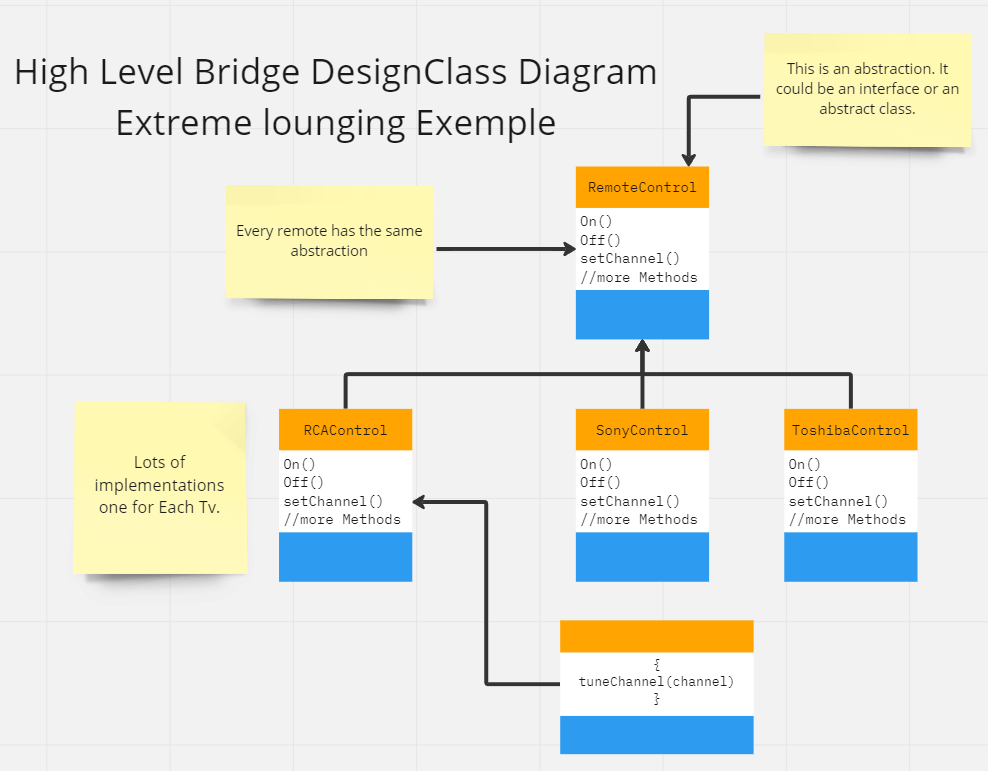 High Level Bridge DesignClass Diagram
Extreme lounging Exemple
This is an abstraction. It
could be an interface or an
abstract class.
RemoteControl
On()
Off()
setChannel()
//more Methods
Every remote has the same
abstraction
Lots of
implementations
one for Each Tv.
RCAControl
On()
Off()
setChannel()
//more Methods
SonyControl
On()
Off()
setChannel()
//more Methods
ToshibaControl
On()
Off()
setChannel()
//more Methods
{
tuneChannel(channel)
}